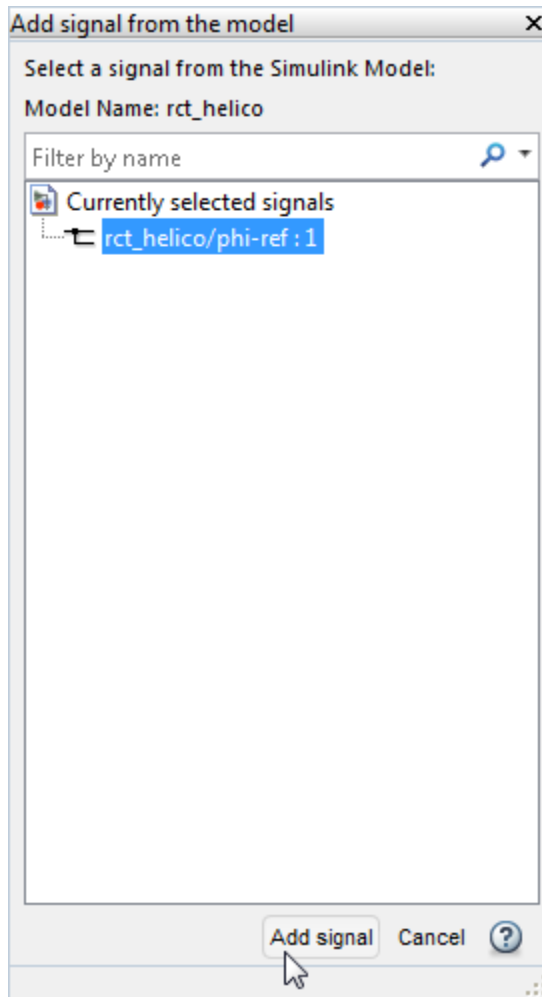 Add signal from the model
Select a signal from the Simulink Model:
Model Name: rct_helico
Filter by name
Currently selected signals
rct_helico/phi-ref : 1
Add signal Cancel ?